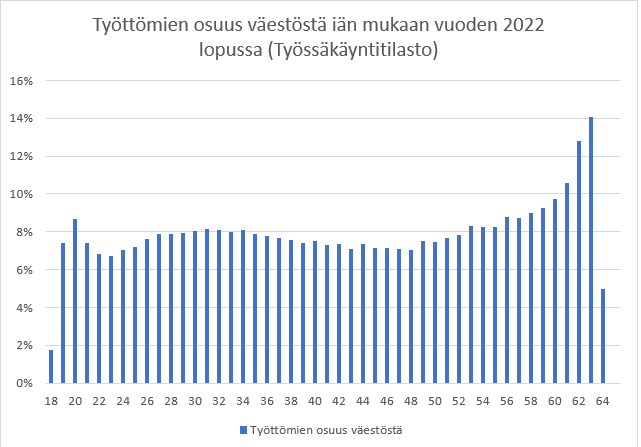 Työttömien osuus väestöstä iän mukaan vuoden 2022
lopussa (Työssäkäyntitilasto)
16%
14%
12%
10%
8%
6%
4%
2%
0%
18 20 22 24 26 28 30 32 34 36 38 40 42 44 46 48 50 52 54 56 58 60 62 64
Työttömien osuus väestöstä